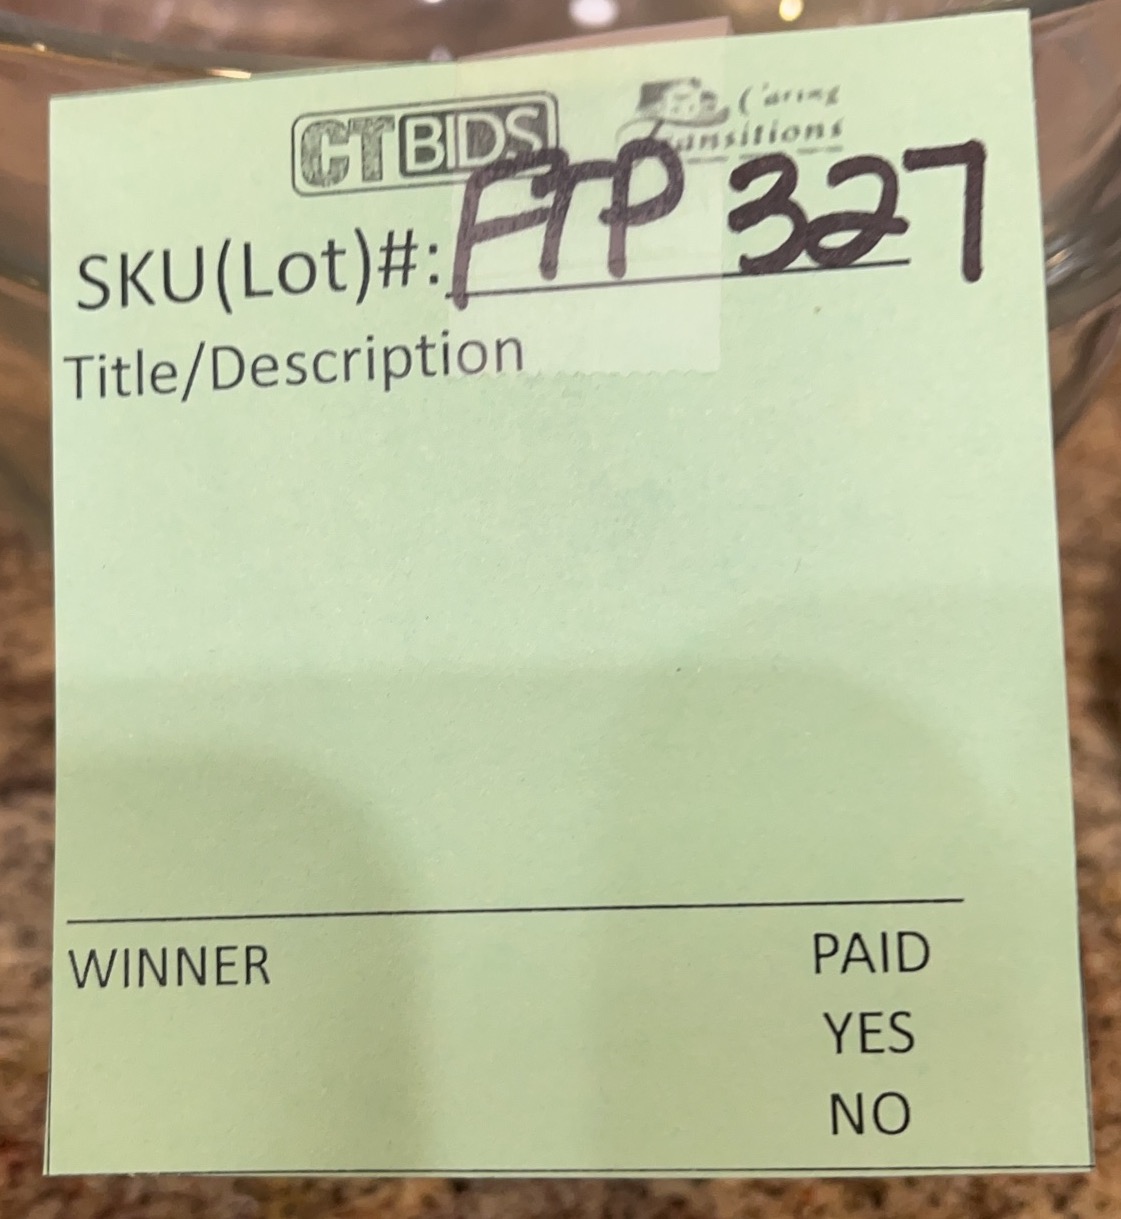 CTBIDS Caring
Transitions
SKU(Lot)#: FTP 327
Title/Description
WINNER PAID
YES
NO